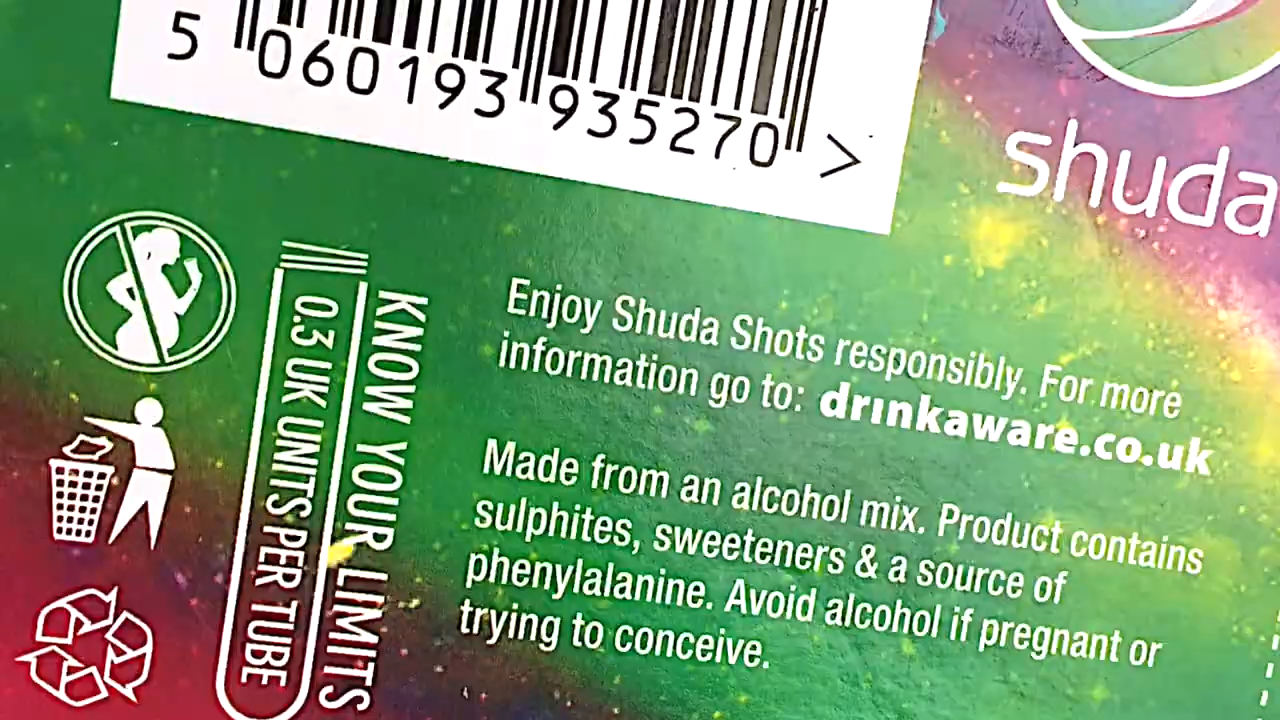 5 060193 935270 >
shuda
KNOW YOUR LIMITS
0.3 UK UNITS PER TUBE
Enjoy Shuda Shots responsibly. For more
information go to: drinkaware.co.uk
Made from an alcohol mix. Product contains
sulphites, sweeteners & a source of
phenylalanine. Avoid alcohol if pregnant or
trying to conceive.